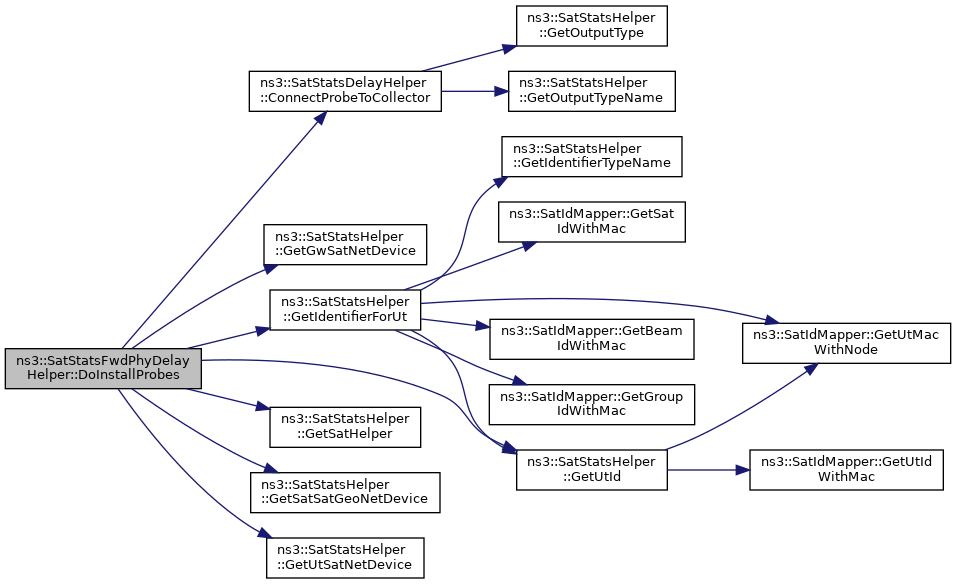 ns3::SatStatsHelper
::GetOutputType
ns3::SatStatsDelayHelper
::ConnectProbeToCollector
ns3::SatStatsHelper
::GetOutputTypeName
ns3::SatStatsHelper
::GetIdentifierTypeName
ns3::SatIdMapper::GetSat
IdWithMac
ns3::SatStatsHelper
::GetGwSatNetDevice
ns3::SatStatsHelper
::GetIdentifierForUt
ns3::SatIdMapper::GetBeam
IdWithMac
ns3::SatIdMapper::GetUtMac
WithNode
ns3::SatStatsFwdPhyDelay
Helper::DoInstallProbes
ns3::SatIdMapper::GetGroup
IdWithMac
ns3::SatStatsHelper
::GetSatHelper
ns3::SatStatsHelper
::GetUtId
ns3::SatIdMapper::GetUtId
WithMac
ns3::SatStatsHelper
::GetSatSatGeoNetDevice
ns3::SatStatsHelper
::GetUtSatNetDevice